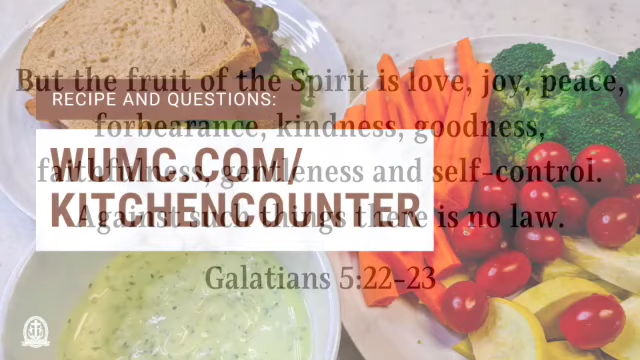 But the fruit of the Spirit is love, joy, peace,
RECIPE AND QUESTIONS:
forbearance, kindness, goodness,
WUMC.COM/
faithfulness, gentleness and self-control.
KITCHENCOUNTER
Against such things there is no law.
Galatians 5:22-23